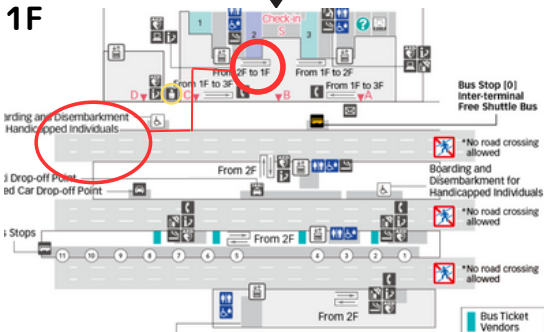 1F
1
2
3
Check-in
S
?
From 2F to 1F
From 1F to 2F
From 1F to 3F
From 1F to 3F
D
C
B
A
Bus Stop [0]
Inter-terminal
Free Shuttle Bus
arding and Disembarkment
Handicapped Individuals
*No road crossing
allowed
From 2F
i Drop-off Point
ed Car Drop-off Point
Boarding and
Disembarkment for
Handicapped Individuals
*No road crossing
allowed
s Stops
From 2F
11
10
9
8
7
6
5
4
3
2
1
*No road crossing
allowed
From 2F
Bus Ticket
Vendors